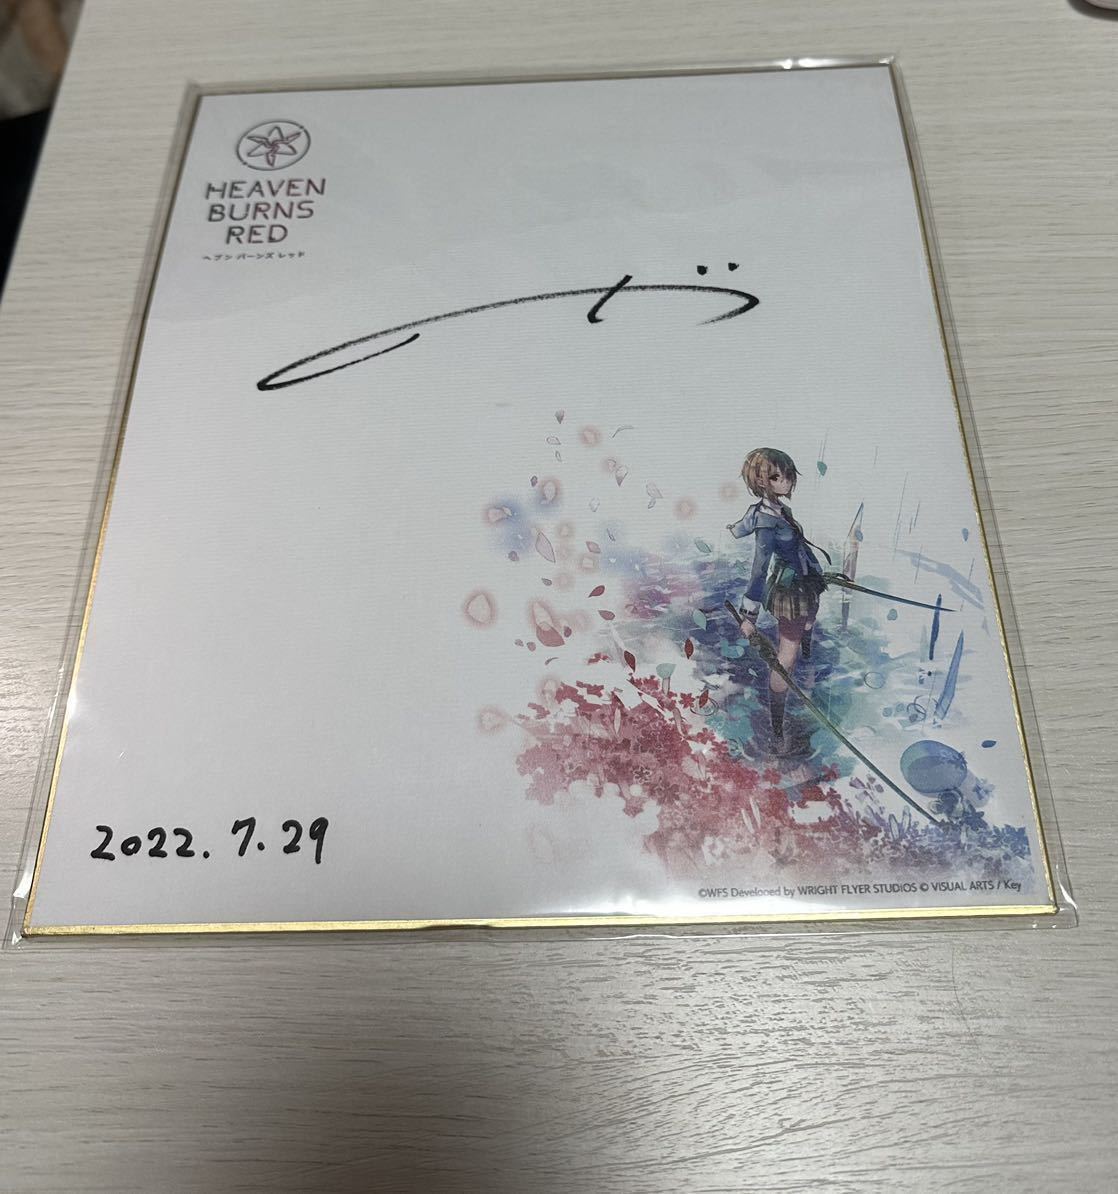 HEAVEN
BURNS
RED
ヘブンバーンズレッド
2022.7.29
©WFS Developed by WRIGHT FLYER STUDIOS © VISUAL ARTS / Key